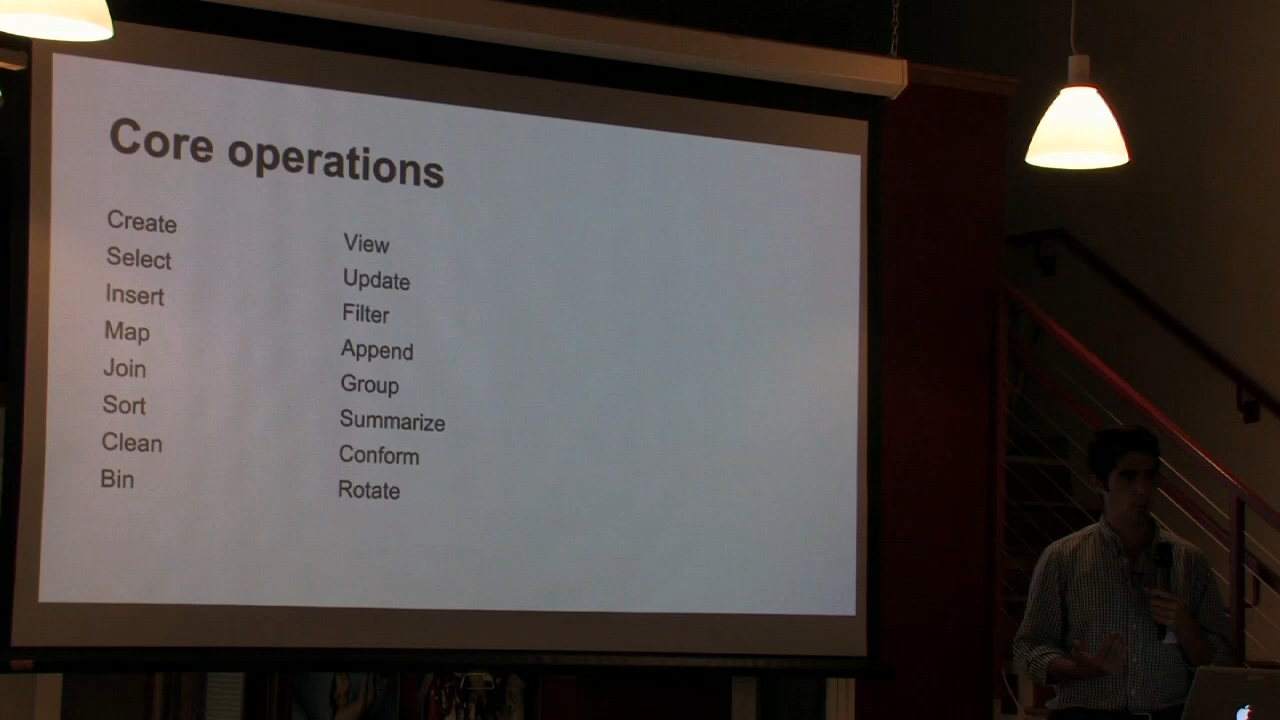 Core operations
Create
Select
Insert
Map
Join
Sort
Clean
Bin
View
Update
Filter
Append
Group
Summarize
Conform
Rotate